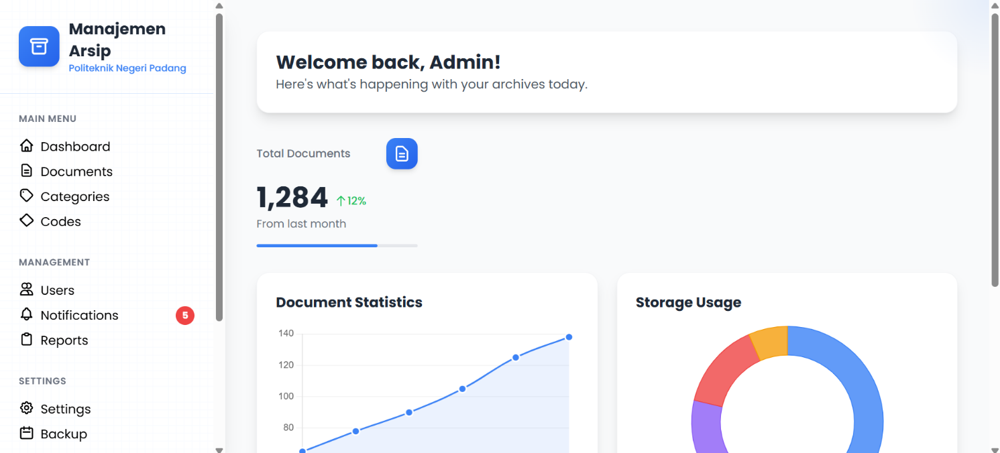 Manajemen
Arsip
Politeknik Negeri Padang
MAIN MENU
Dashboard
Documents
Categories
Codes
MANAGEMENT
Users
Notifications 5
Reports
SETTINGS
Settings
Backup
Welcome back, Admin!
Here's what's happening with your archives today.
Total Documents
1,284 ↑12%
From last month
Document Statistics
140
120
100
80
Storage Usage